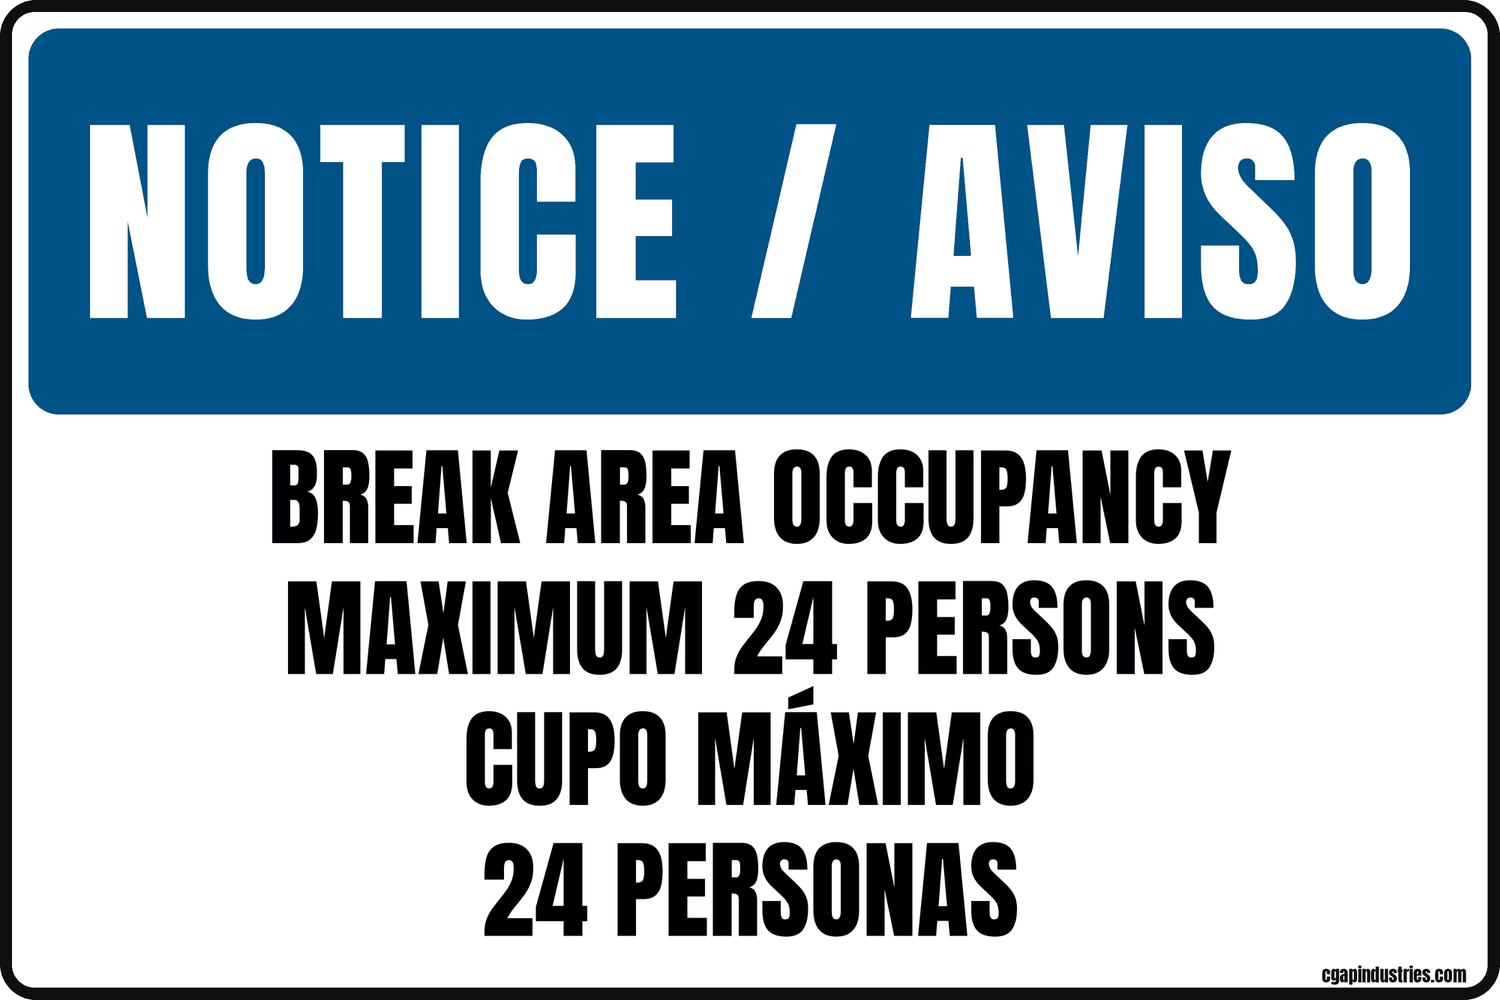 NOTICE / AVISO
BREAK AREA OCCUPANCY
MAXIMUM 24 PERSONS
CUPO MÁXIMO
24 PERSONAS
cgapindustries.com